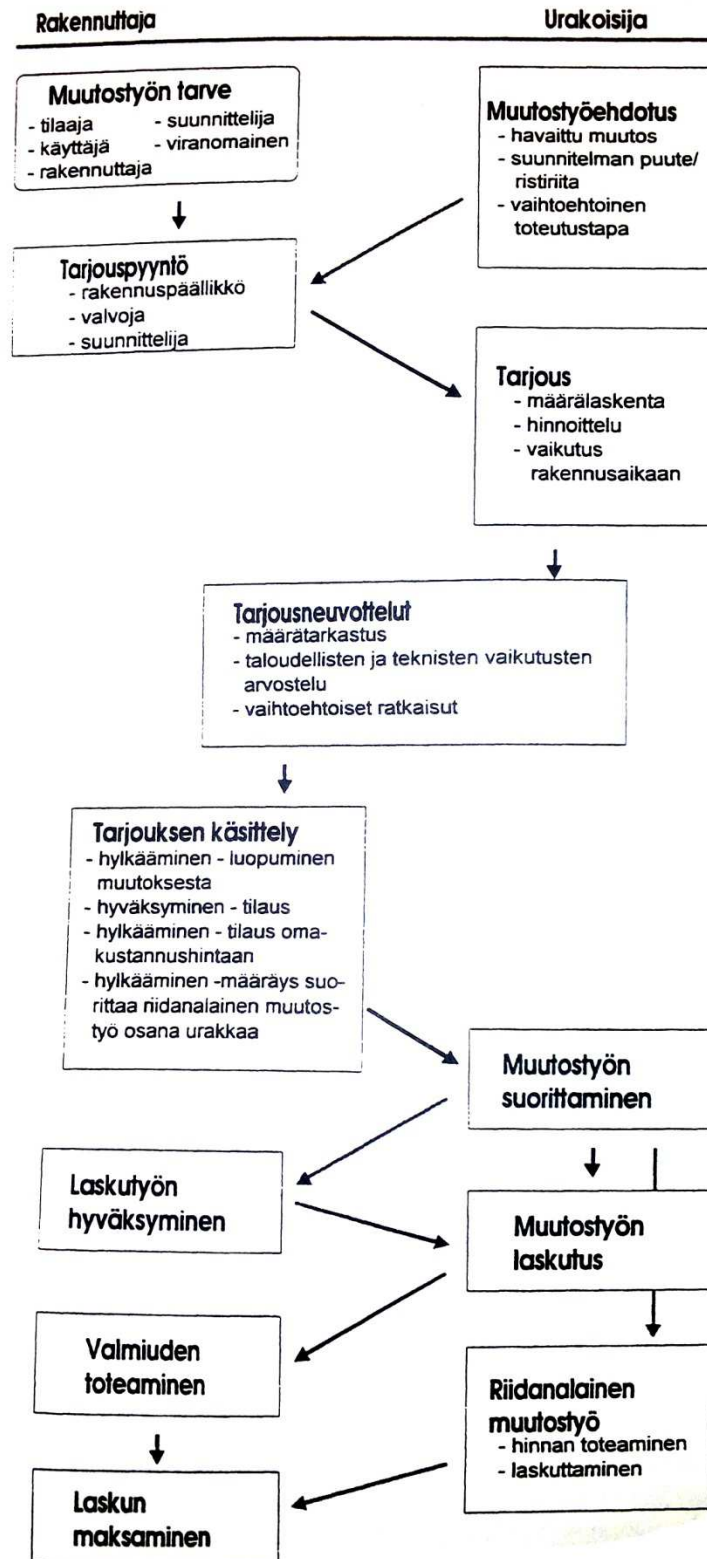 Rakennuttaja
Urakoisija
Muutostyön tarve
- tilaaja - suunnittelija
- käyttäjä - viranomainen
- rakennuttaja
Muutostyöehdotus
- havaittu muutos
- suunnitelman puute/
ristiriita
- vaihtoehtoinen
toteutustapa
Tarjouspyyntö
- rakennuspäällikkö
- valvoja
- suunnittelija
Tarjous
- määrälaskenta
- hinnoittelu
- vaikutus
rakennusaikaan
Tarjousneuvottelut
- määrätarkastus
- taloudellisten ja teknisten vaikutusten
arvostelu
- vaihtoehtoiset ratkaisut
Tarjouksen käsittely
- hylkääminen - luopuminen
muutoksesta
- hyväksyminen - tilaus
- hylkääminen - tilaus oma-
kustannushintaan
- hylkääminen -määräys suo-
rittaa riidanalainen muutos-
työ osana urakkaa
Muutostyön
suorittaminen
Laskutyön
hyväksyminen
Muutostyön
laskutus
Valmiuden
toteaminen
Riidanalainen
muutostyö
- hinnan toteaminen
- laskuttaminen
Laskun
maksaminen